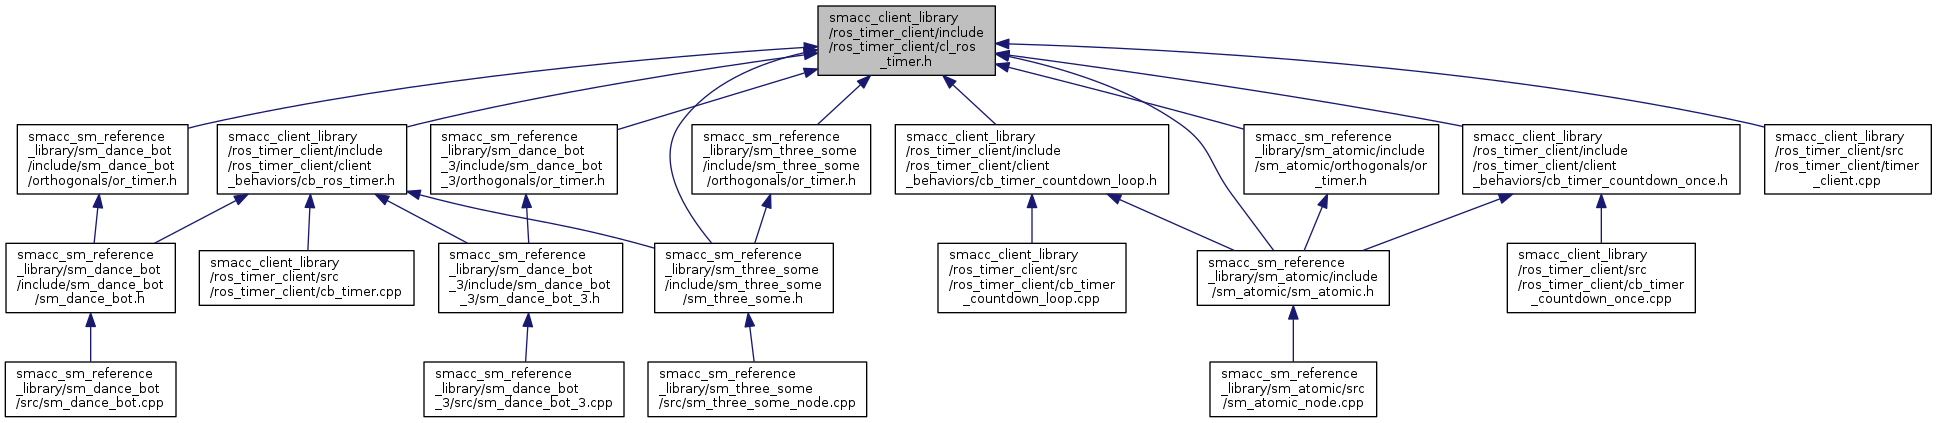 smacc_client_library
/ros_timer_client/include
/ros_timer_client/cl_ros
_timer.h
smacc_sm_reference
_library/sm_dance_bot
/include/sm_dance_bot
/orthogonals/or_timer.h
smacc_client_library
/ros_timer_client/include
/ros_timer_client/client
_behaviors/cb_ros_timer.h
smacc_sm_reference
_library/sm_dance_bot
_3/include/sm_dance_bot
_3/orthogonals/or_timer.h
smacc_sm_reference
_library/sm_three_some
/include/sm_three_some
/orthogonals/or_timer.h
smacc_client_library
/ros_timer_client/include
/ros_timer_client/client
_behaviors/cb_timer_countdown_loop.h
smacc_sm_reference
_library/sm_atomic/include
/sm_atomic/orthogonals/or
_timer.h
smacc_client_library
/ros_timer_client/include
/ros_timer_client/client
_behaviors/cb_timer_countdown_once.h
smacc_client_library
/ros_timer_client/src
/ros_timer_client/timer
_client.cpp
smacc_sm_reference
_library/sm_dance_bot
/include/sm_dance_bot
/sm_dance_bot.h
smacc_client_library
/ros_timer_client/src
/ros_timer_client/cb_timer.cpp
smacc_sm_reference
_library/sm_dance_bot
_3/include/sm_dance_bot
_3/sm_dance_bot_3.h
smacc_sm_reference
_library/sm_three_some
/include/sm_three_some
/sm_three_some.h
smacc_client_library
/ros_timer_client/src
/ros_timer_client/cb_timer
_countdown_loop.cpp
smacc_sm_reference
_library/sm_atomic/include
/sm_atomic/sm_atomic.h
smacc_client_library
/ros_timer_client/src
/ros_timer_client/cb_timer
_countdown_once.cpp
smacc_sm_reference
_library/sm_dance_bot
/src/sm_dance_bot.cpp
smacc_sm_reference
_library/sm_dance_bot
_3/src/sm_dance_bot_3.cpp
smacc_sm_reference
_library/sm_three_some
/src/sm_three_some_node.cpp
smacc_sm_reference
_library/sm_atomic/src
/sm_atomic_node.cpp